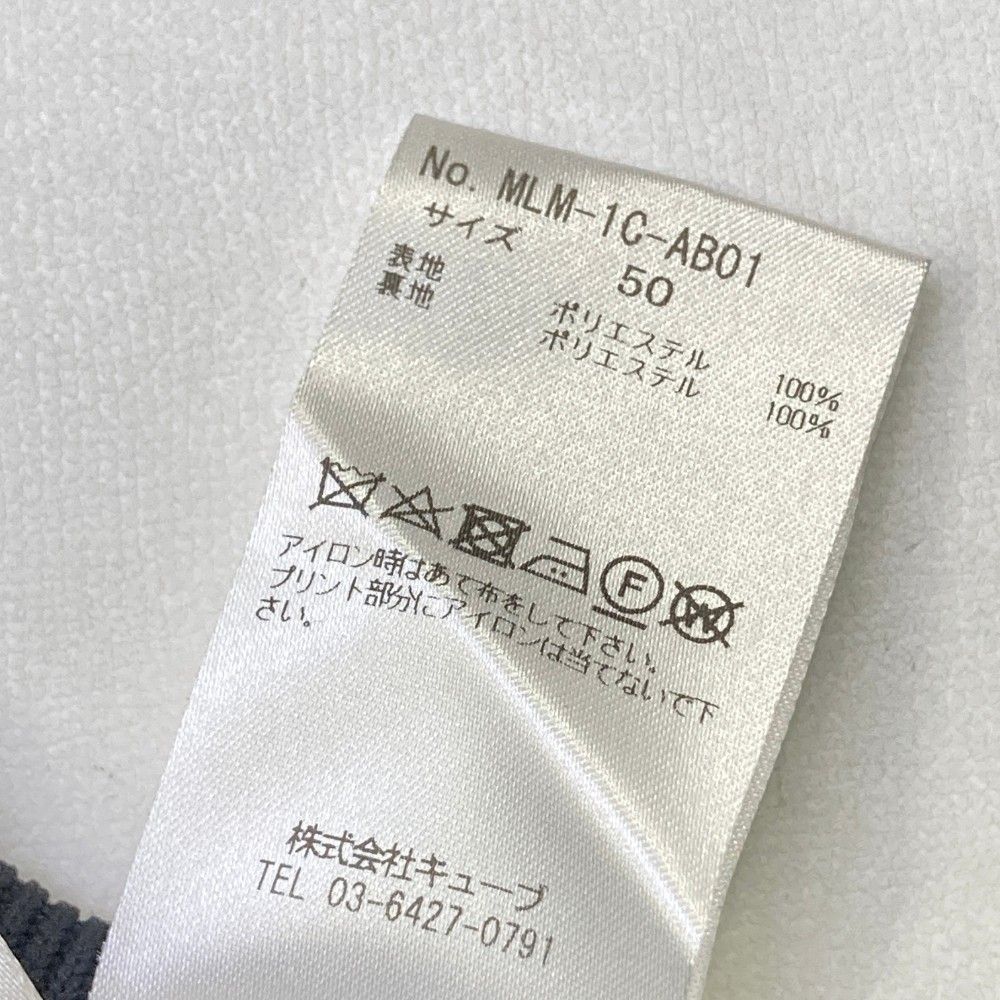 No. MLM-1C-AB01
サイズ 50
表地 ポリエステル 100%
裏地 ポリエステル 100%
アイロン時はあて布をして下さい。
プリント部分にアイロンは当てないで下
さい。
株式会社キューブ
TEL 03-6427-0791